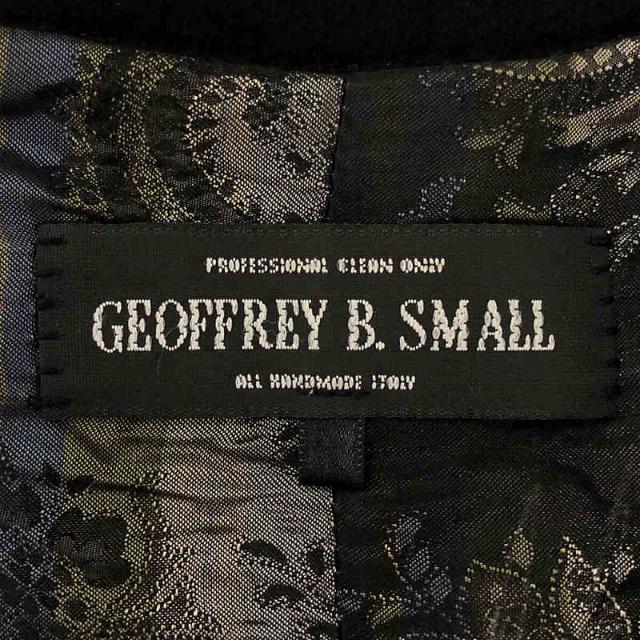 PROFESSIONAL CLEAN ONLY
GEOFFREY B. SMALL
ALL HANDMADE ITALY